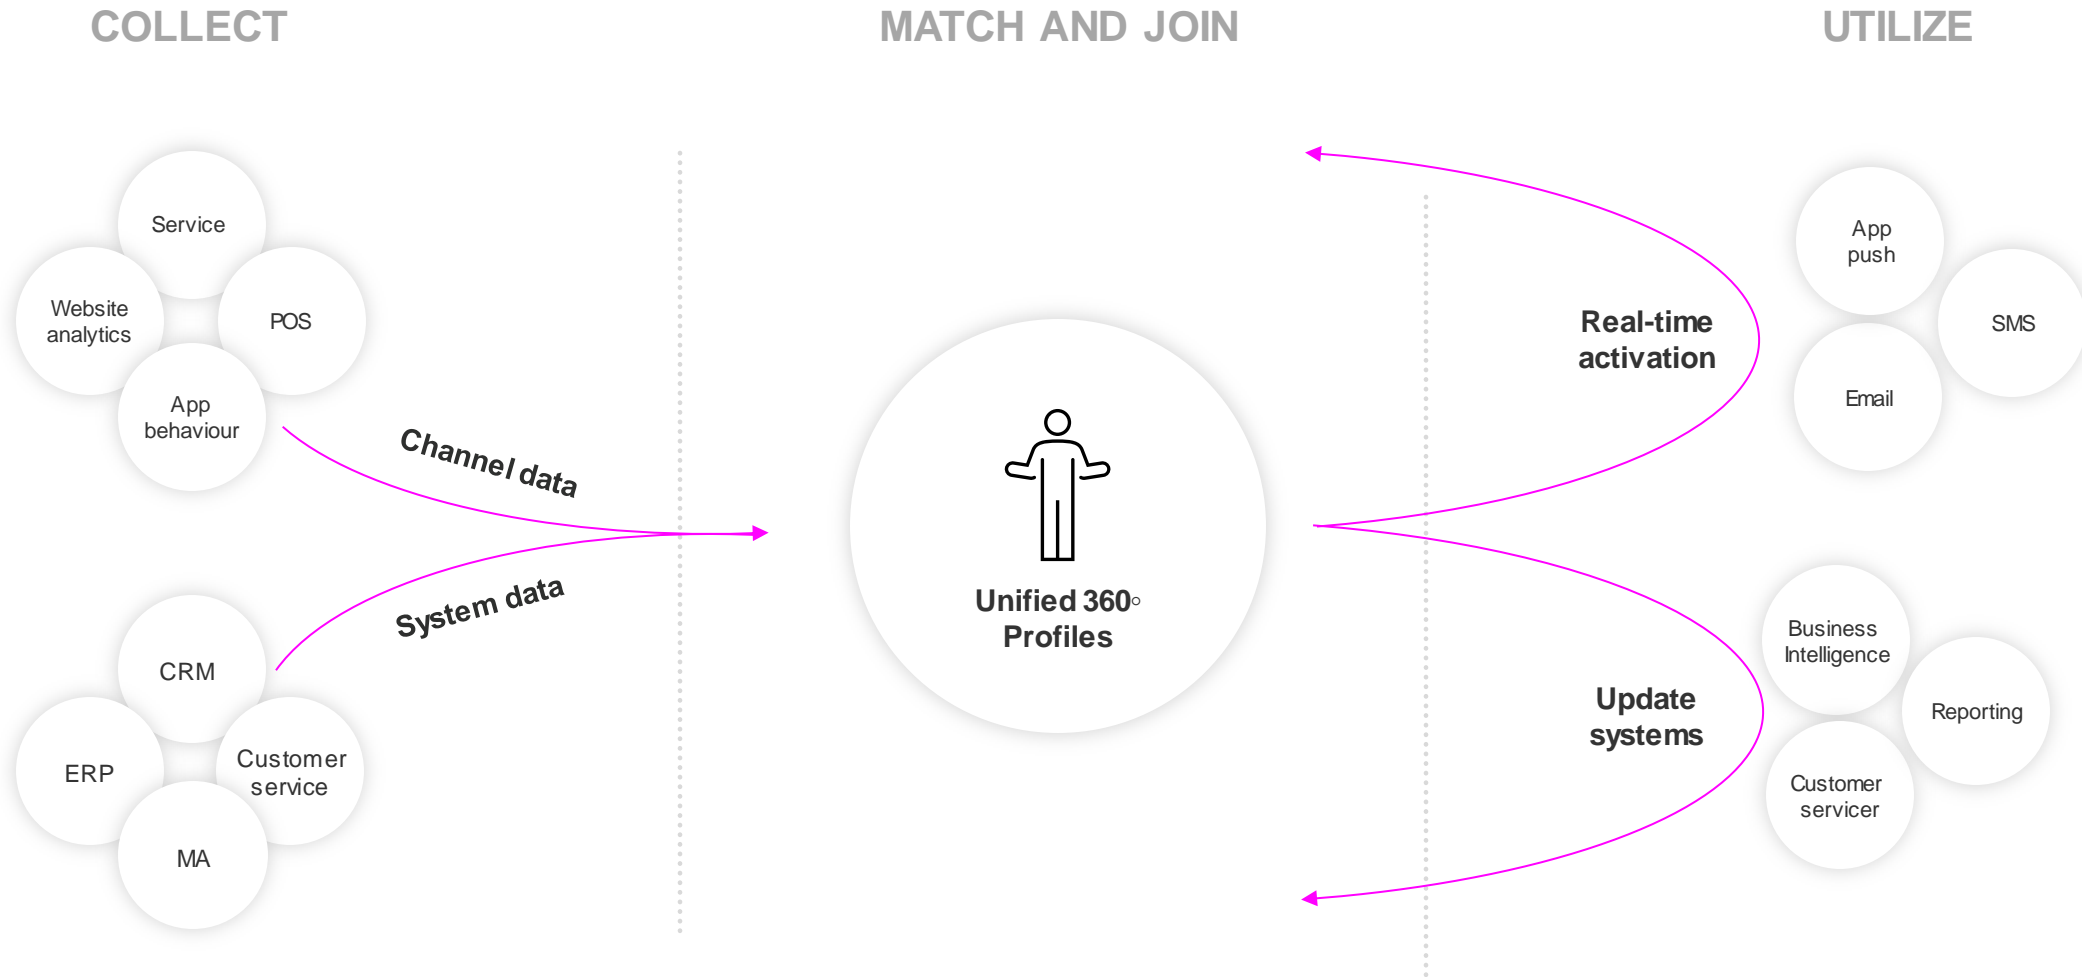 COLLECT
MATCH AND JOIN
UTILIZE
Service
Website
analytics
POS
App
behaviour
Channel data
System data
CRM
ERP
Customer
service
MA
Unified 360°
Profiles
Real-time
activation
App
push
SMS
Email
Update
systems
Business
Intelligence
Reporting
Customer
servicer